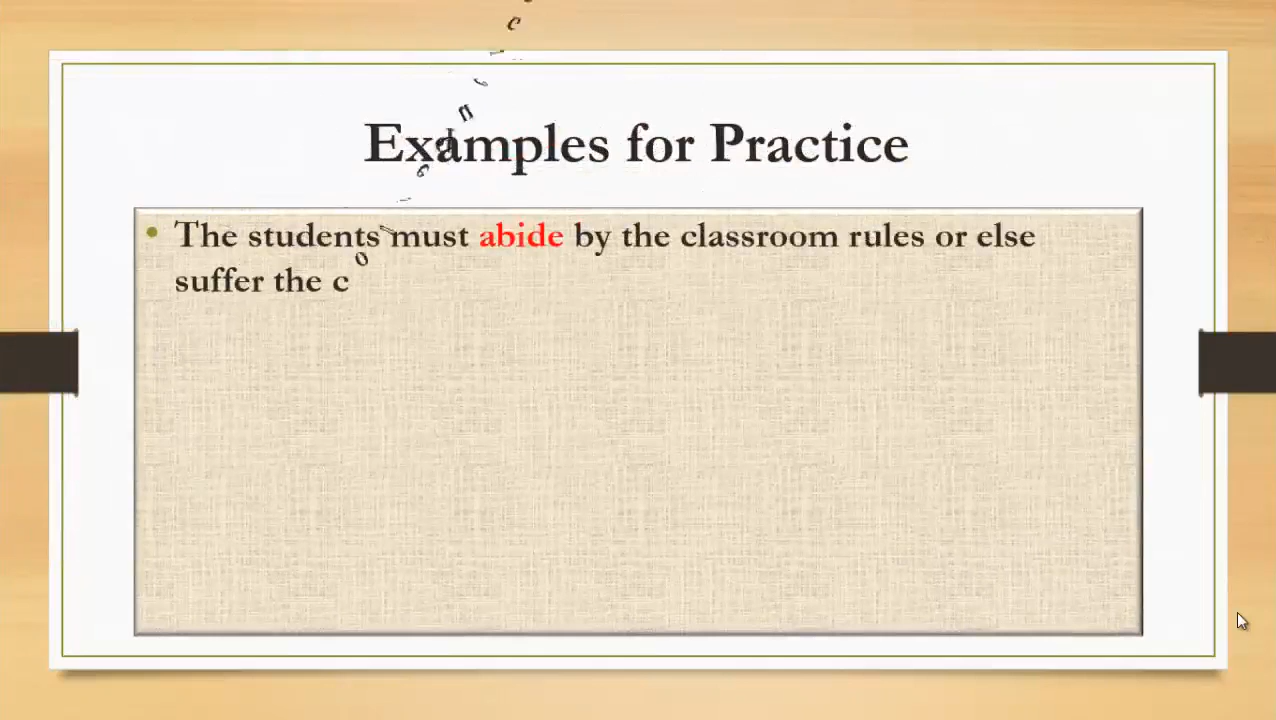 Examples for Practice
The students must abide by the classroom rules or else
suffer the c